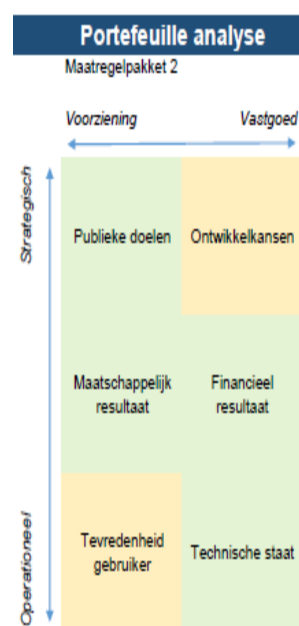 Portefeuille analyse
Maatregelpakket 2
Voorziening Vastgoed
Strategisch
Publieke doelen Ontwikkelkansen
Maatschappelijk Financieel
resultaat resultaat
Tevredenheid
gebruiker Technische staat
Operationeel